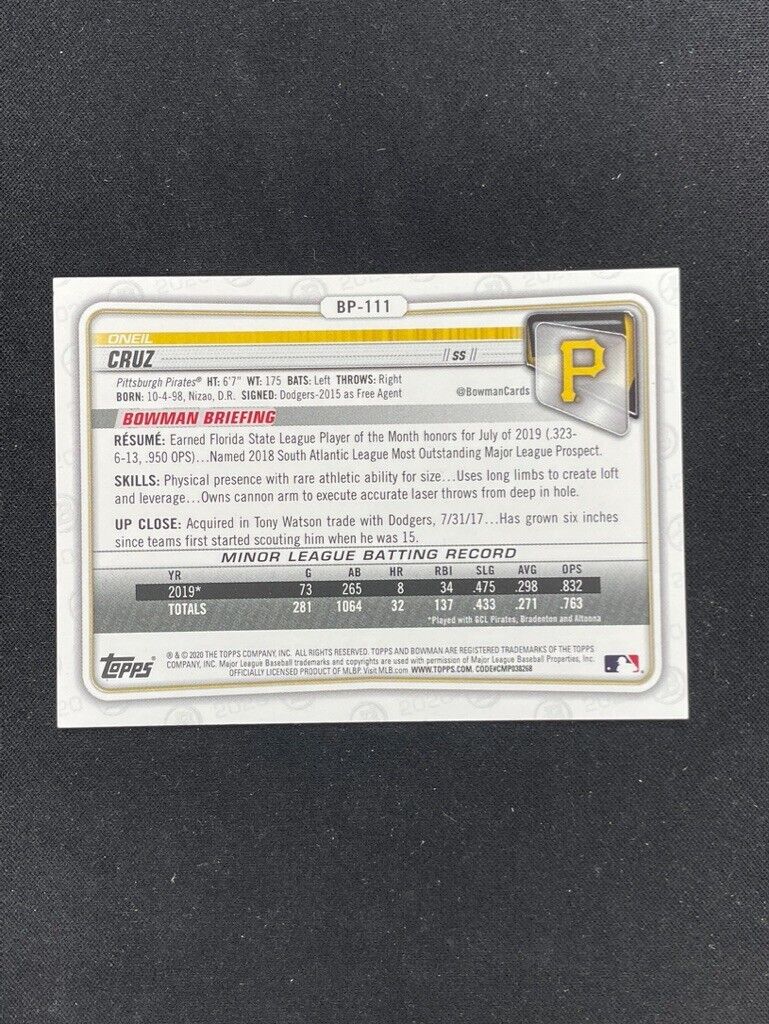 BP-111
ONEIL
CRUZ // SS //
P
Pittsburgh Pirates® HT: 6'7" WT: 175 BATS: Left THROWS: Right
BORN: 10-4-98, Nizao, D.R. SIGNED: Dodgers-2015 as Free Agent
@BowmanCards
BOWMAN BRIEFING
RÉSUMÉ: Earned Florida State League Player of the Month honors for July of 2019 (.323-
6-13, .950 OPS)...Named 2018 South Atlantic League Most Outstanding Major League Prospect.
SKILLS: Physical presence with rare athletic ability for size...Uses long limbs to create loft
and leverage...Owns cannon arm to execute accurate laser throws from deep in hole.
UP CLOSE: Acquired in Tony Watson trade with Dodgers, 7/31/17...Has grown six inches
since teams first started scouting him when he was 15.
MINOR LEAGUE BATTING RECORD
YR G AB HR RBI SLG AVG OPS
2019* 73 265 8 34 .475 .298 .832
TOTALS 281 1064 32 137 .433 .271 .763
*Played with GCL Pirates, Bradenton and Altoona
topps
® & © 2020 THE TOPPS COMPANY, INC. ALL RIGHTS RESERVED. TOPPS AND BOWMAN ARE REGISTERED TRADEMARKS OF THE TOPPS
COMPANY, INC. Major League Baseball trademarks and copyrights are used with permission of Major League Baseball Properties, Inc.
OFFICIALLY LICENSED PRODUCT OF MLBP. Visit MLB.com WWW.TOPPS.COM. CODE#CMP038268